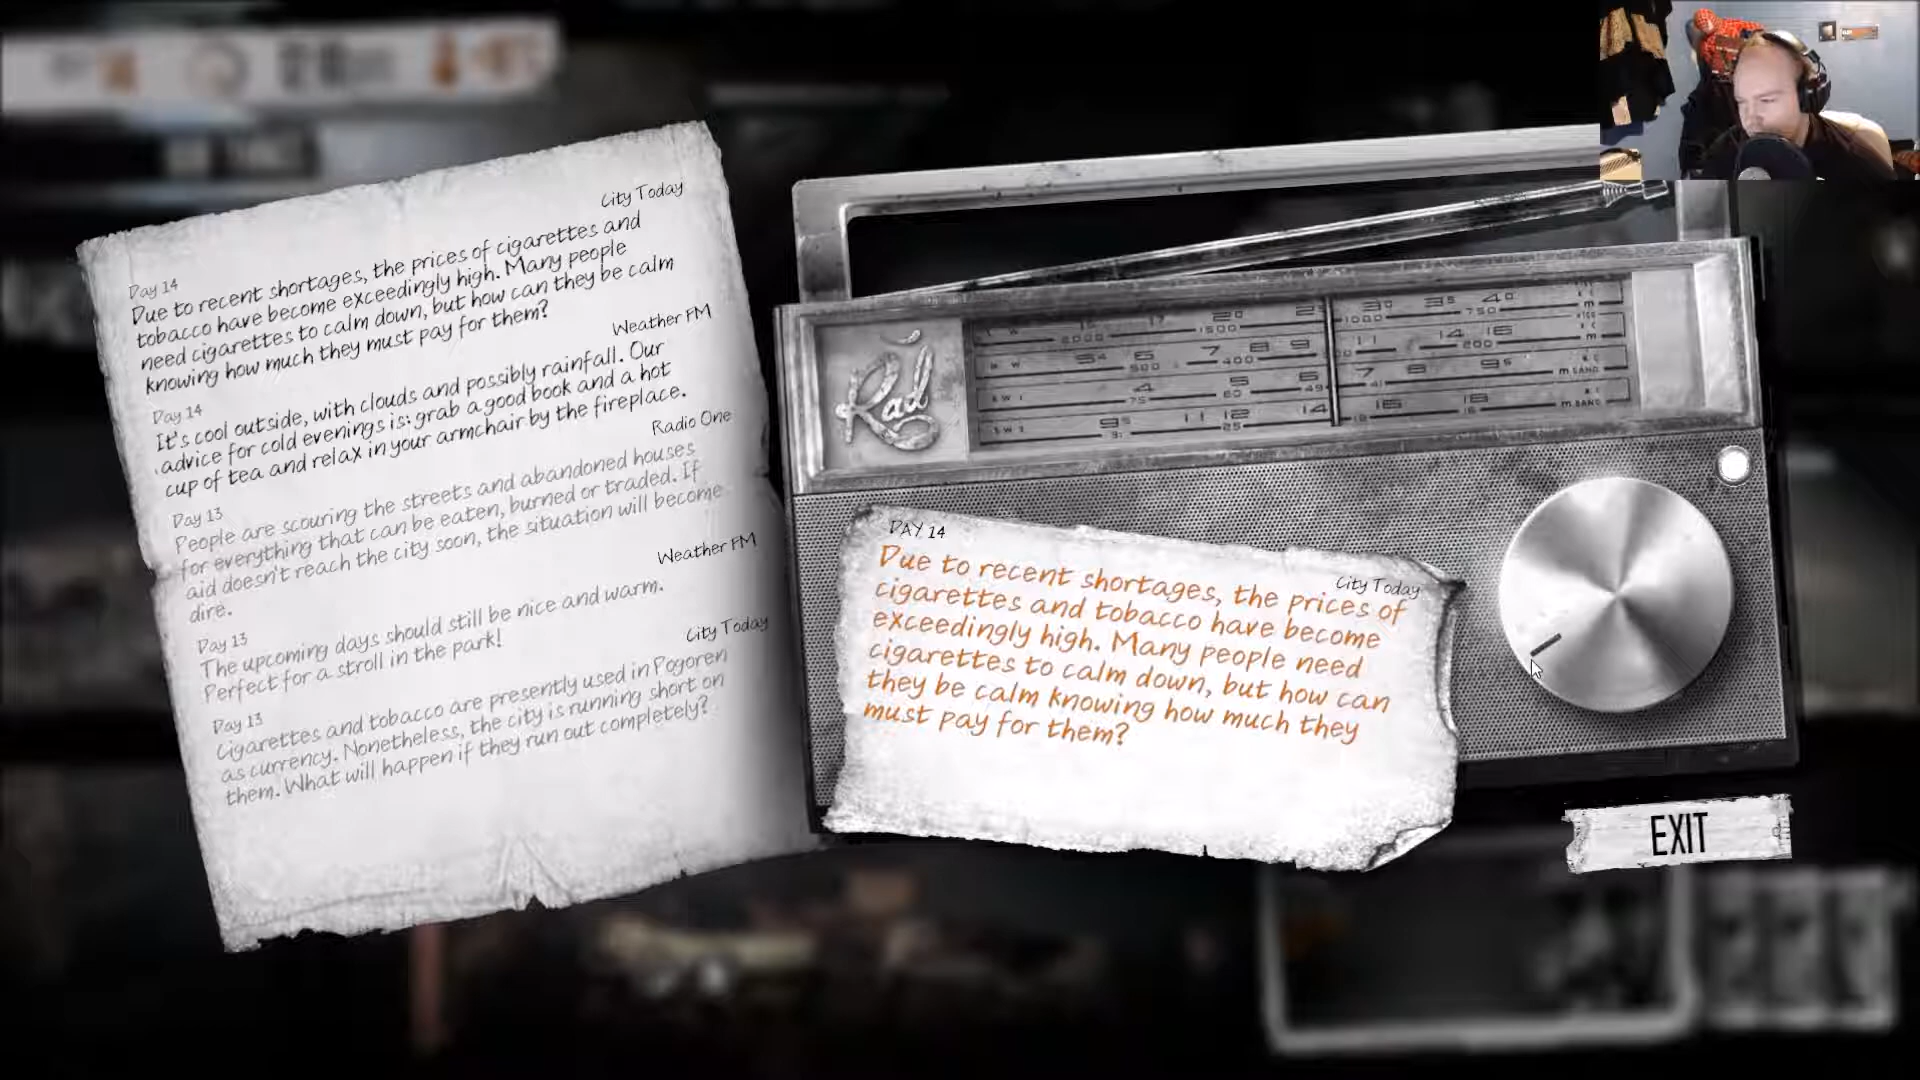 City Today
Day 14
Due to recent shortages, the prices of cigarettes and
tobacco have become exceedingly high. Many people
need cigarettes to calm down, but how can they be calm
knowing how much they must pay for them?
Weather FM
Day 14
It's cool outside, with clouds and possibly rainfall. Our
advice for cold evenings is: grab a good book and a hot
cup of tea and relax in your armchair by the fireplace.
Radio One
Day 13
People are scouring the streets and abandoned houses
for everything that can be eaten, burned or traded. If
aid doesn't reach the city soon, the situation will become
dire.
Weather FM
Day 13
The upcoming days should still be nice and warm.
Perfect for a stroll in the park!
City Today
Day 13
Cigarettes and tobacco are presently used in Pogoren
as currency. Nonetheless, the city is running short on
them. What will happen if they run out completely?
Rad
DAY 14
City Today
Due to recent shortages, the prices of
cigarettes and tobacco have become
exceedingly high. Many people need
cigarettes to calm down, but how can
they be calm knowing how much they
must pay for them?
EXIT